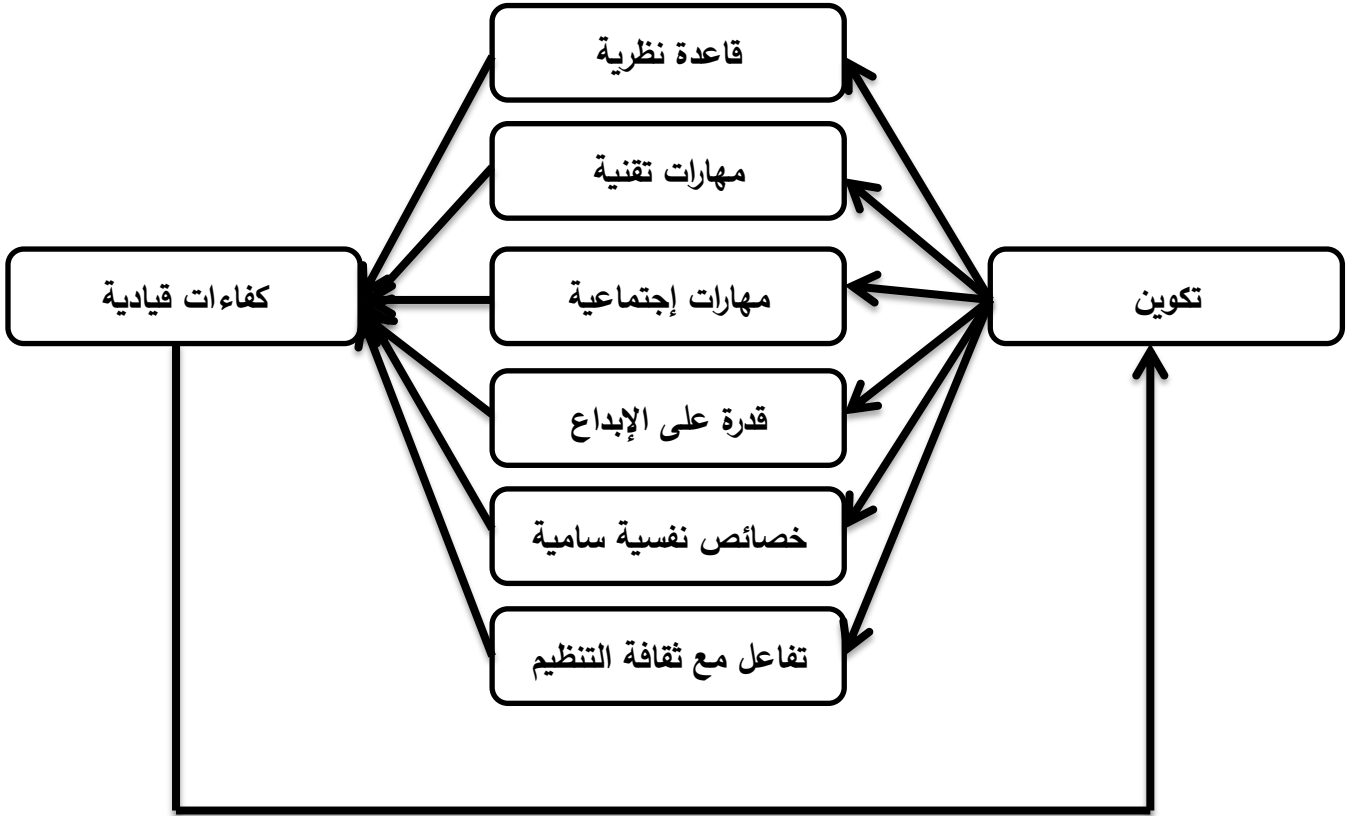 قاعدة نظرية
مهارات تقنية
تكوين
مهارات إجتماعية
كفاءات قيادية
قدرة على الإبداع
خصائص نفسية سامية
تفاعل مع ثقافة التنظيم